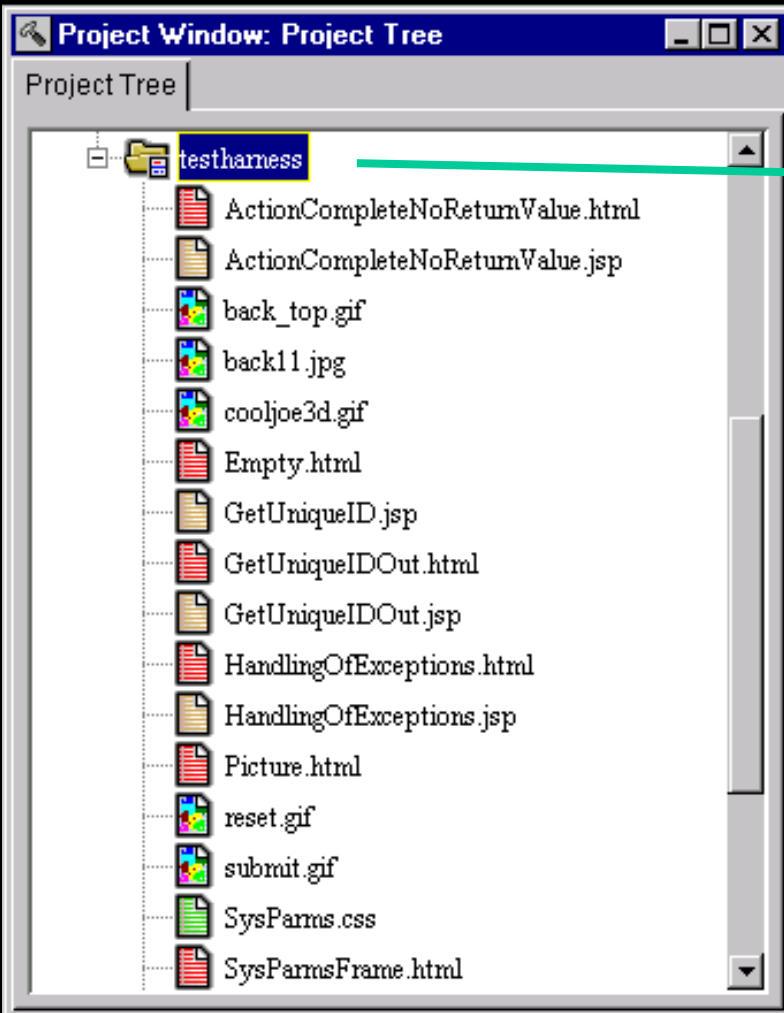 Project Window: Project Tree
Project Tree
testharness
ActionCompleteNoReturnValue.html
ActionCompleteNoReturnValue.jsp
back_top.gif
back11.jpg
cooljoe3d.gif
Empty.html
GetUniqueID.jsp
GetUniqueIDOut.html
GetUniqueIDOut.jsp
HandlingOfExceptions.html
HandlingOfExceptions.jsp
Picture.html
reset.gif
submit.gif
SysParms.css
SysParmsFrame.html